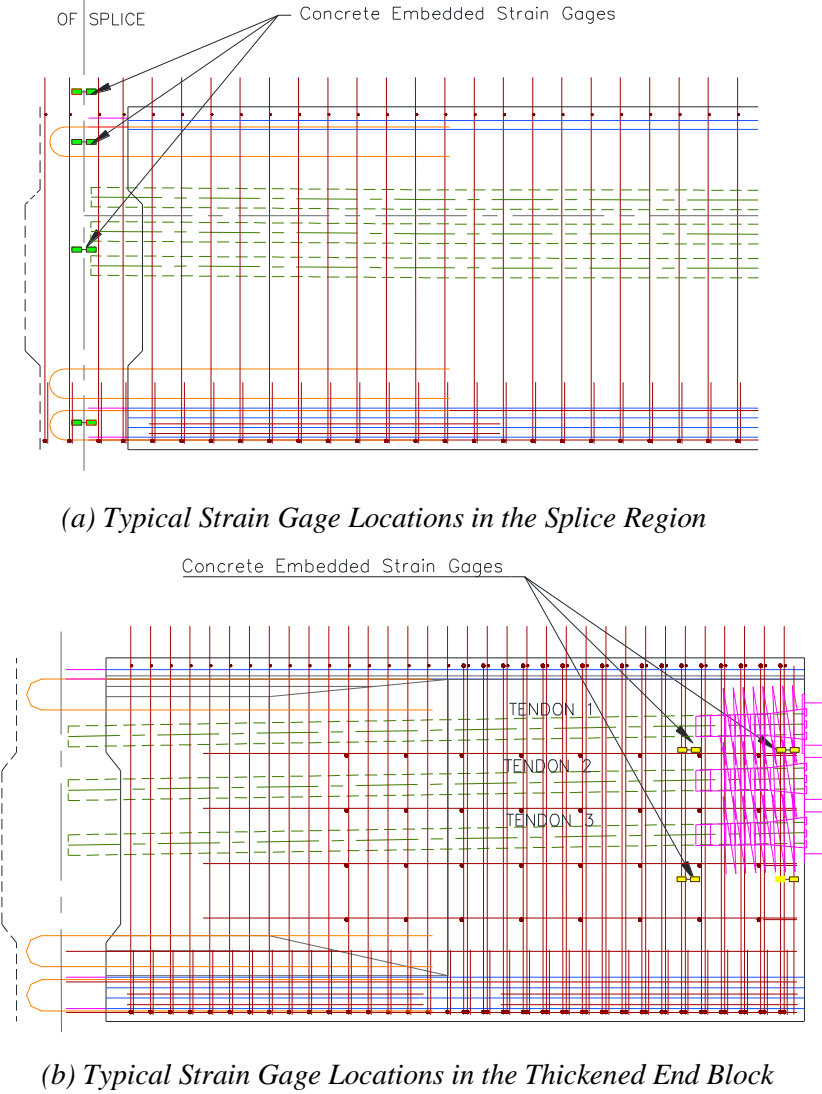 OF SPLICE
Concrete Embedded Strain Gages
(a) Typical Strain Gage Locations in the Splice Region
Concrete Embedded Strain Gages
TENDON 1
TENDON 2
TENDON 3
(b) Typical Strain Gage Locations in the Thickened End Block